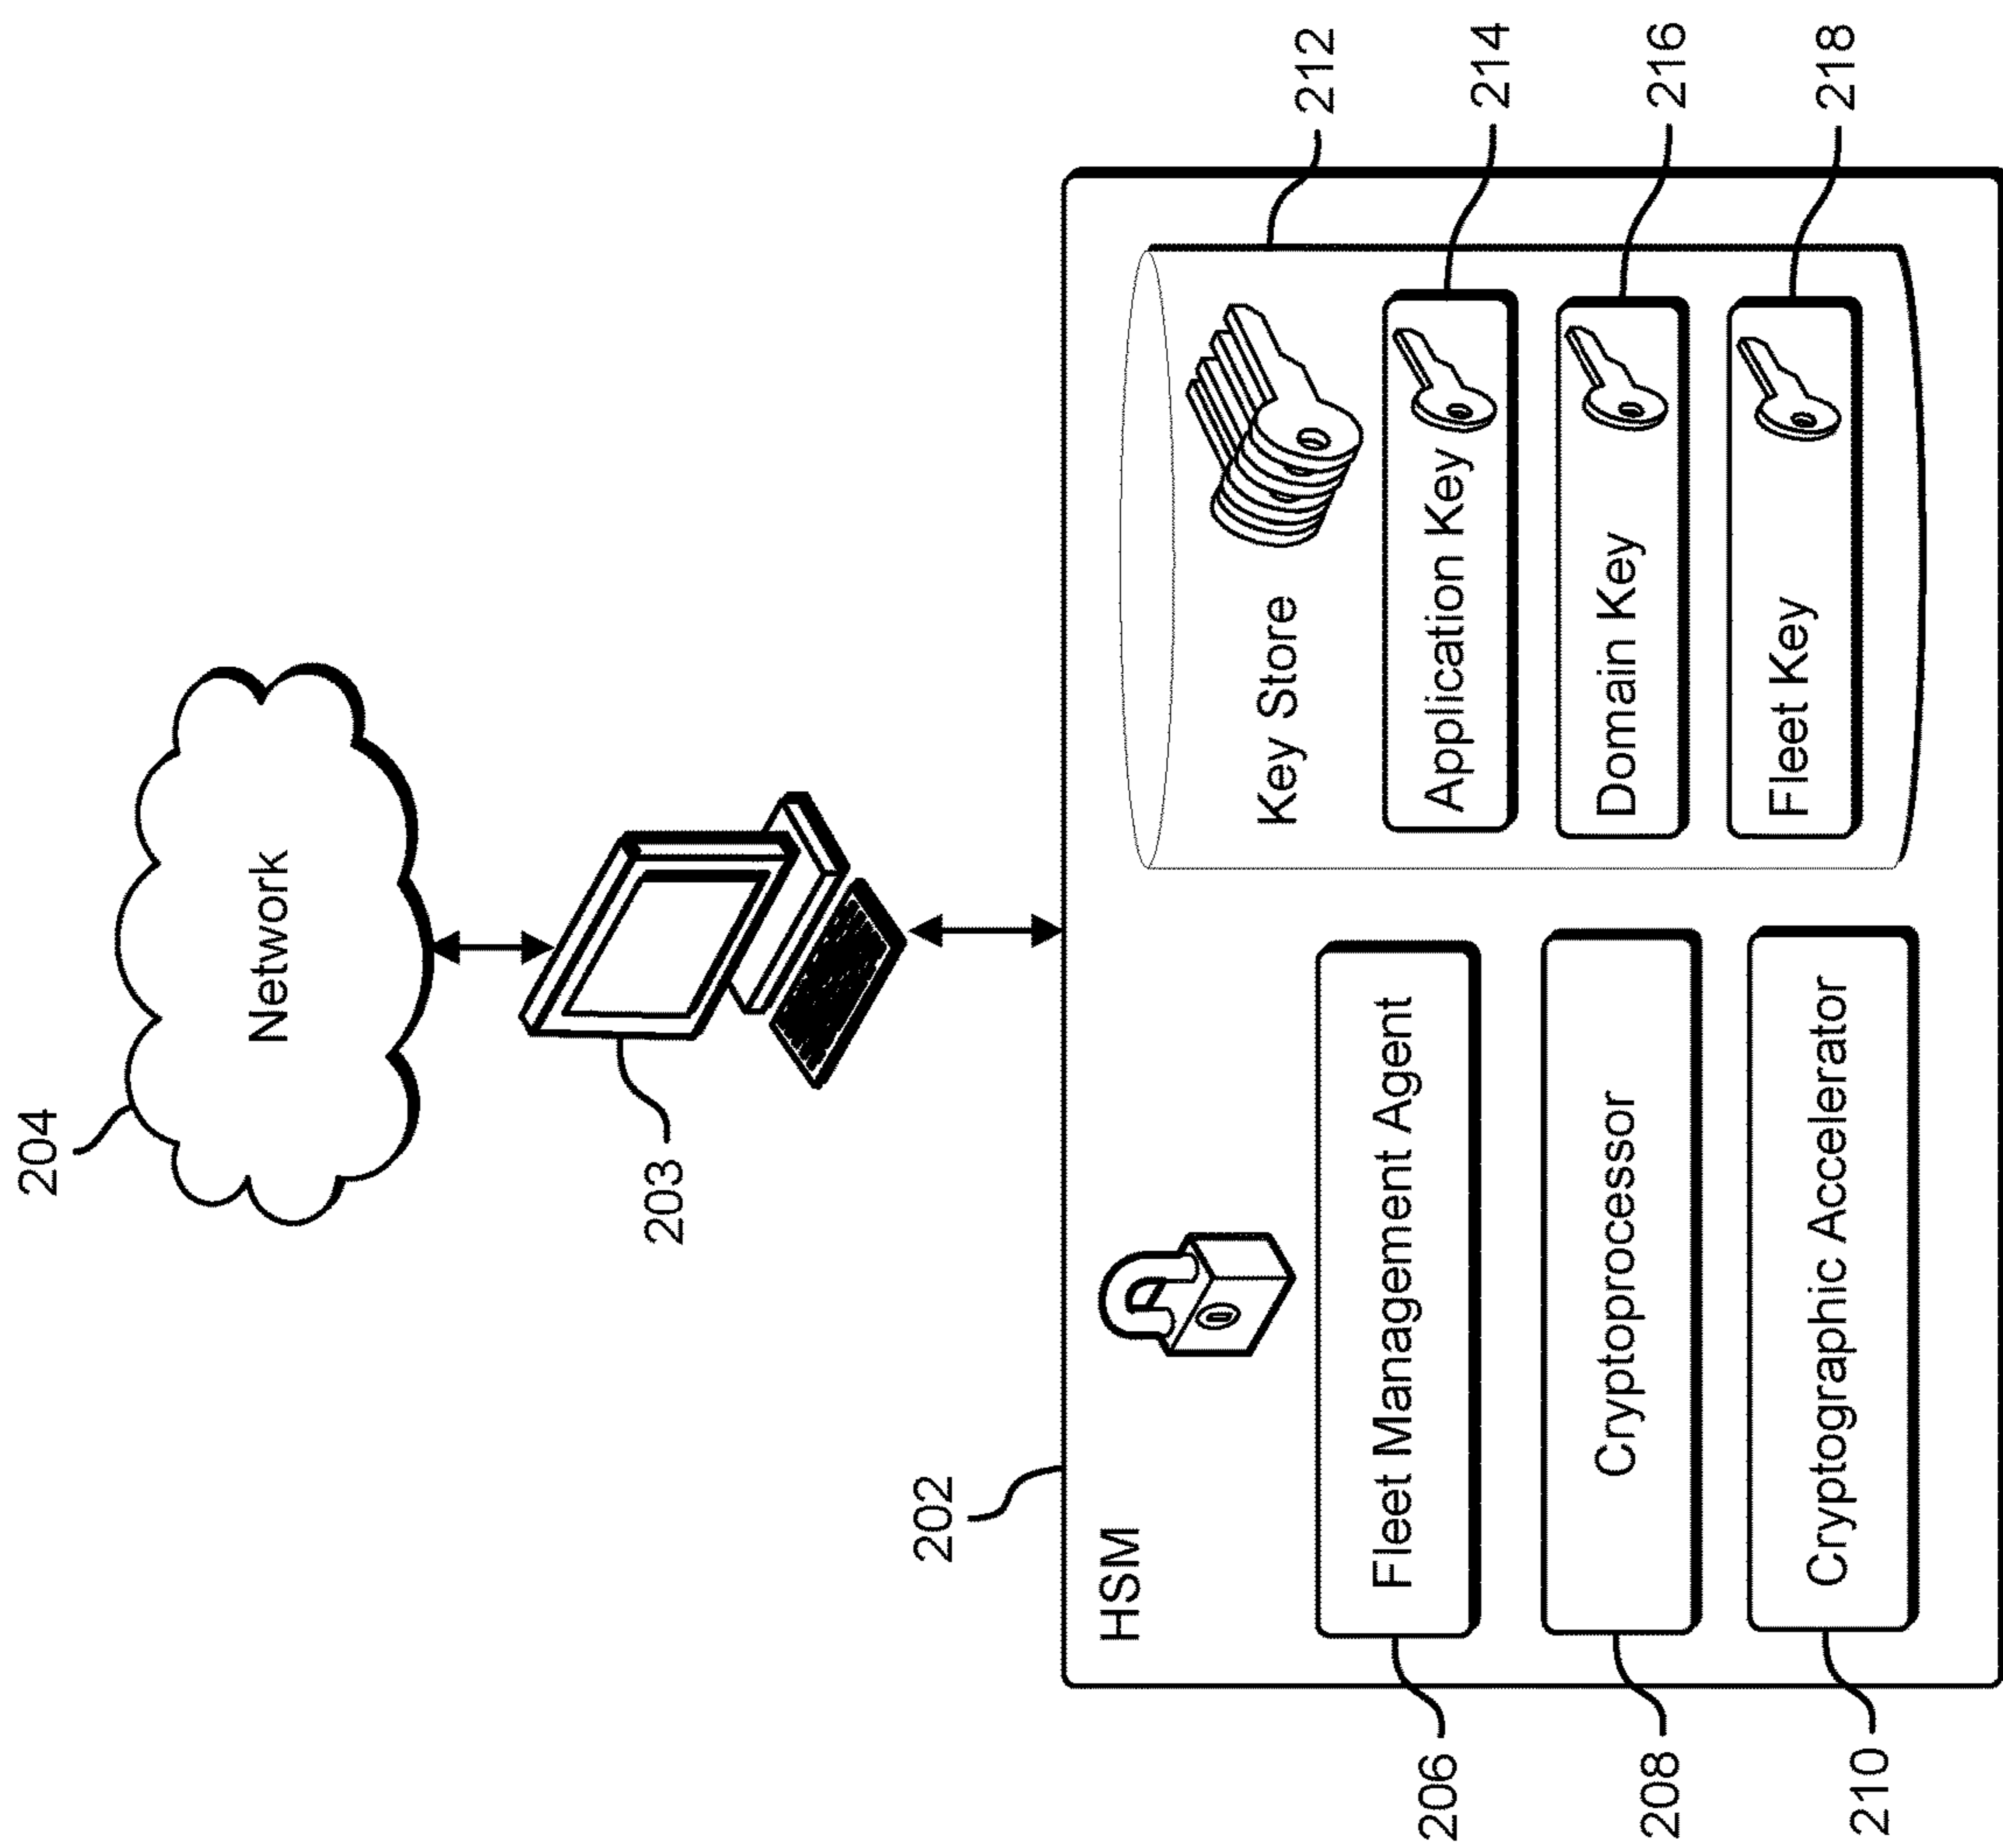 204
Network
203
202
HSM
Fleet Management Agent
206
Cryptoprocessor
208
Cryptographic Accelerator
210
Key Store
212
Application Key
214
Domain Key
216
Fleet Key
218